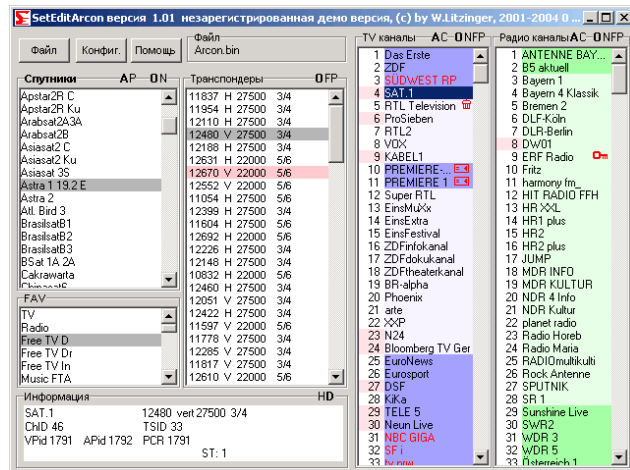 SetEditArcon версия 1.01 незарегистрированная демо версия, (c) by W.Litzinger, 2001-2004 0 ...
Файл Конфиг. Помощь
Файл
Arcon.bin
Спутники AP ON
Apstar2R C
Apstar2R Ku
Arabsat2A3A
Arabsat2B
Asiasat2 C
Asiasat2 Ku
Asiasat 3S
Astra 1 19.2 E
Astra 2
Atl. Bird 3
BrasilsatB1
BrasilsatB2
BrasilsatB3
BSat 1A 2A
Cakrawarta
ChinasatS
FAV
TV
Radio
Free TV D
Free TV Dr
Free TV In
Music FTA
Транспондеры OFP
11837 H 27500 3/4
11954 H 27500 3/4
12110 H 27500 3/4
12480 V 27500 3/4
12188 H 27500 3/4
12631 H 22000 5/6
12670 V 22000 5/6
12552 V 22000 5/6
11054 H 27500 5/6
12399 H 27500 3/4
11604 H 27500 5/6
12692 H 22000 5/6
12226 H 27500 3/4
12148 H 27500 3/4
10832 H 22000 5/6
12460 H 27500 3/4
12051 V 27500 3/4
12422 H 27500 3/4
11597 V 22000 5/6
11778 V 27500 3/4
12285 V 27500 3/4
11817 V 27500 3/4
12610 V 22000 5/6
Информация HD
SAT.1 12480 vert 27500 3/4
ChID 46 TSID 33
VPid 1791 APid 1792 PCR 1791
ST: 1
TV каналы AC ONFP
1 Das Erste
2 ZDF
3 SÜDWEST RP
4 SAT.1
5 RTL Television
6 ProSieben
7 RTL2
8 VOX
9 KABEL1
10 PREMIERE-...
11 PREMIERE 1
12 Super RTL
13 EinsMuXx
14 EinsExtra
15 EinsFestival
16 ZDFinfokanal
17 ZDFdokukanal
18 ZDFtheaterkanal
19 BR-alpha
20 Phoenix
21 arte
22 XXP
23 N24
24 Bloomberg TV Ger
25 EuroNews
26 Eurosport
27 DSF
28 KiKa
29 TELE 5
30 Neun Live
31 NBC GIGA
32 SF i
33 tv.nrw
Радио каналы AC ONFP
1 ANTENNE BAY...
2 B5 aktuell
3 Bayern 1
4 Bayern 4 Klassik
5 Bremen 2
6 DLF-Köln
7 DLR-Berlin
8 DW01
9 ERF Radio
10 Fritz
11 harmony fm_
12 HIT RADIO FFH
13 HR XXL
14 HR1 plus
15 HR2
16 HR2 plus
17 JUMP
18 MDR INFO
19 MDR KULTUR
20 NDR 4 Info
21 NDR Kultur
22 planet radio
23 Radio Horeb
24 Radio Maria
25 RADIOmultikulti
26 Rock Antenne
27 SPUTNIK
28 SR 1
29 Sunshine Live
30 SWR2
31 WDR 3
32 WDR 5
33 Österreich 1